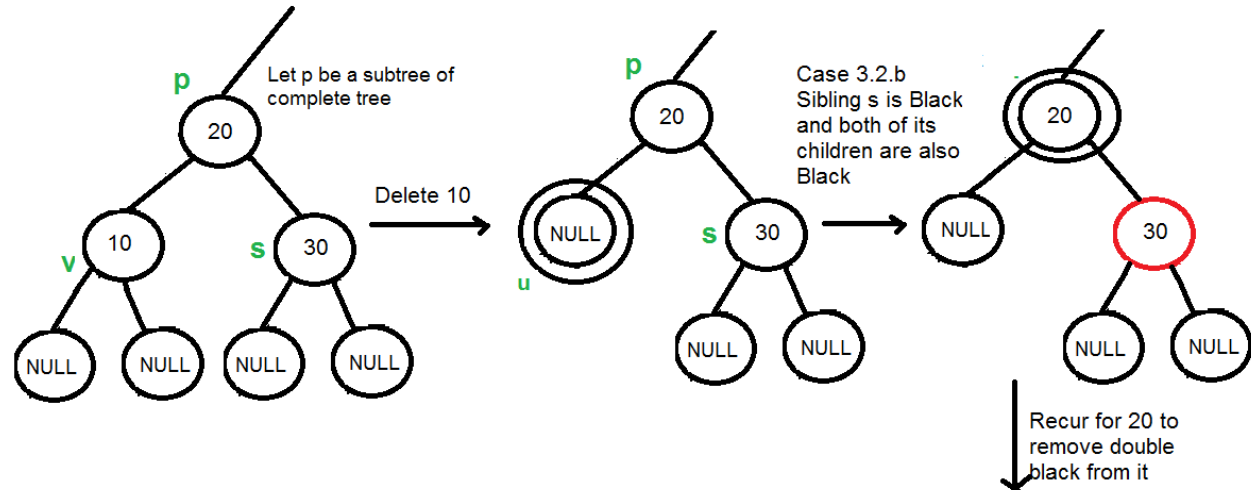 p
Let p be a subtree of
complete tree
20
10
v
s
30
NULL
NULL
NULL
NULL
Delete 10
p
20
NULL
u
s
30
NULL
NULL
Case 3.2.b
Sibling s is Black
and both of its
children are also
Black
20
NULL
30
NULL
NULL
Recur for 20 to
remove double
black from it